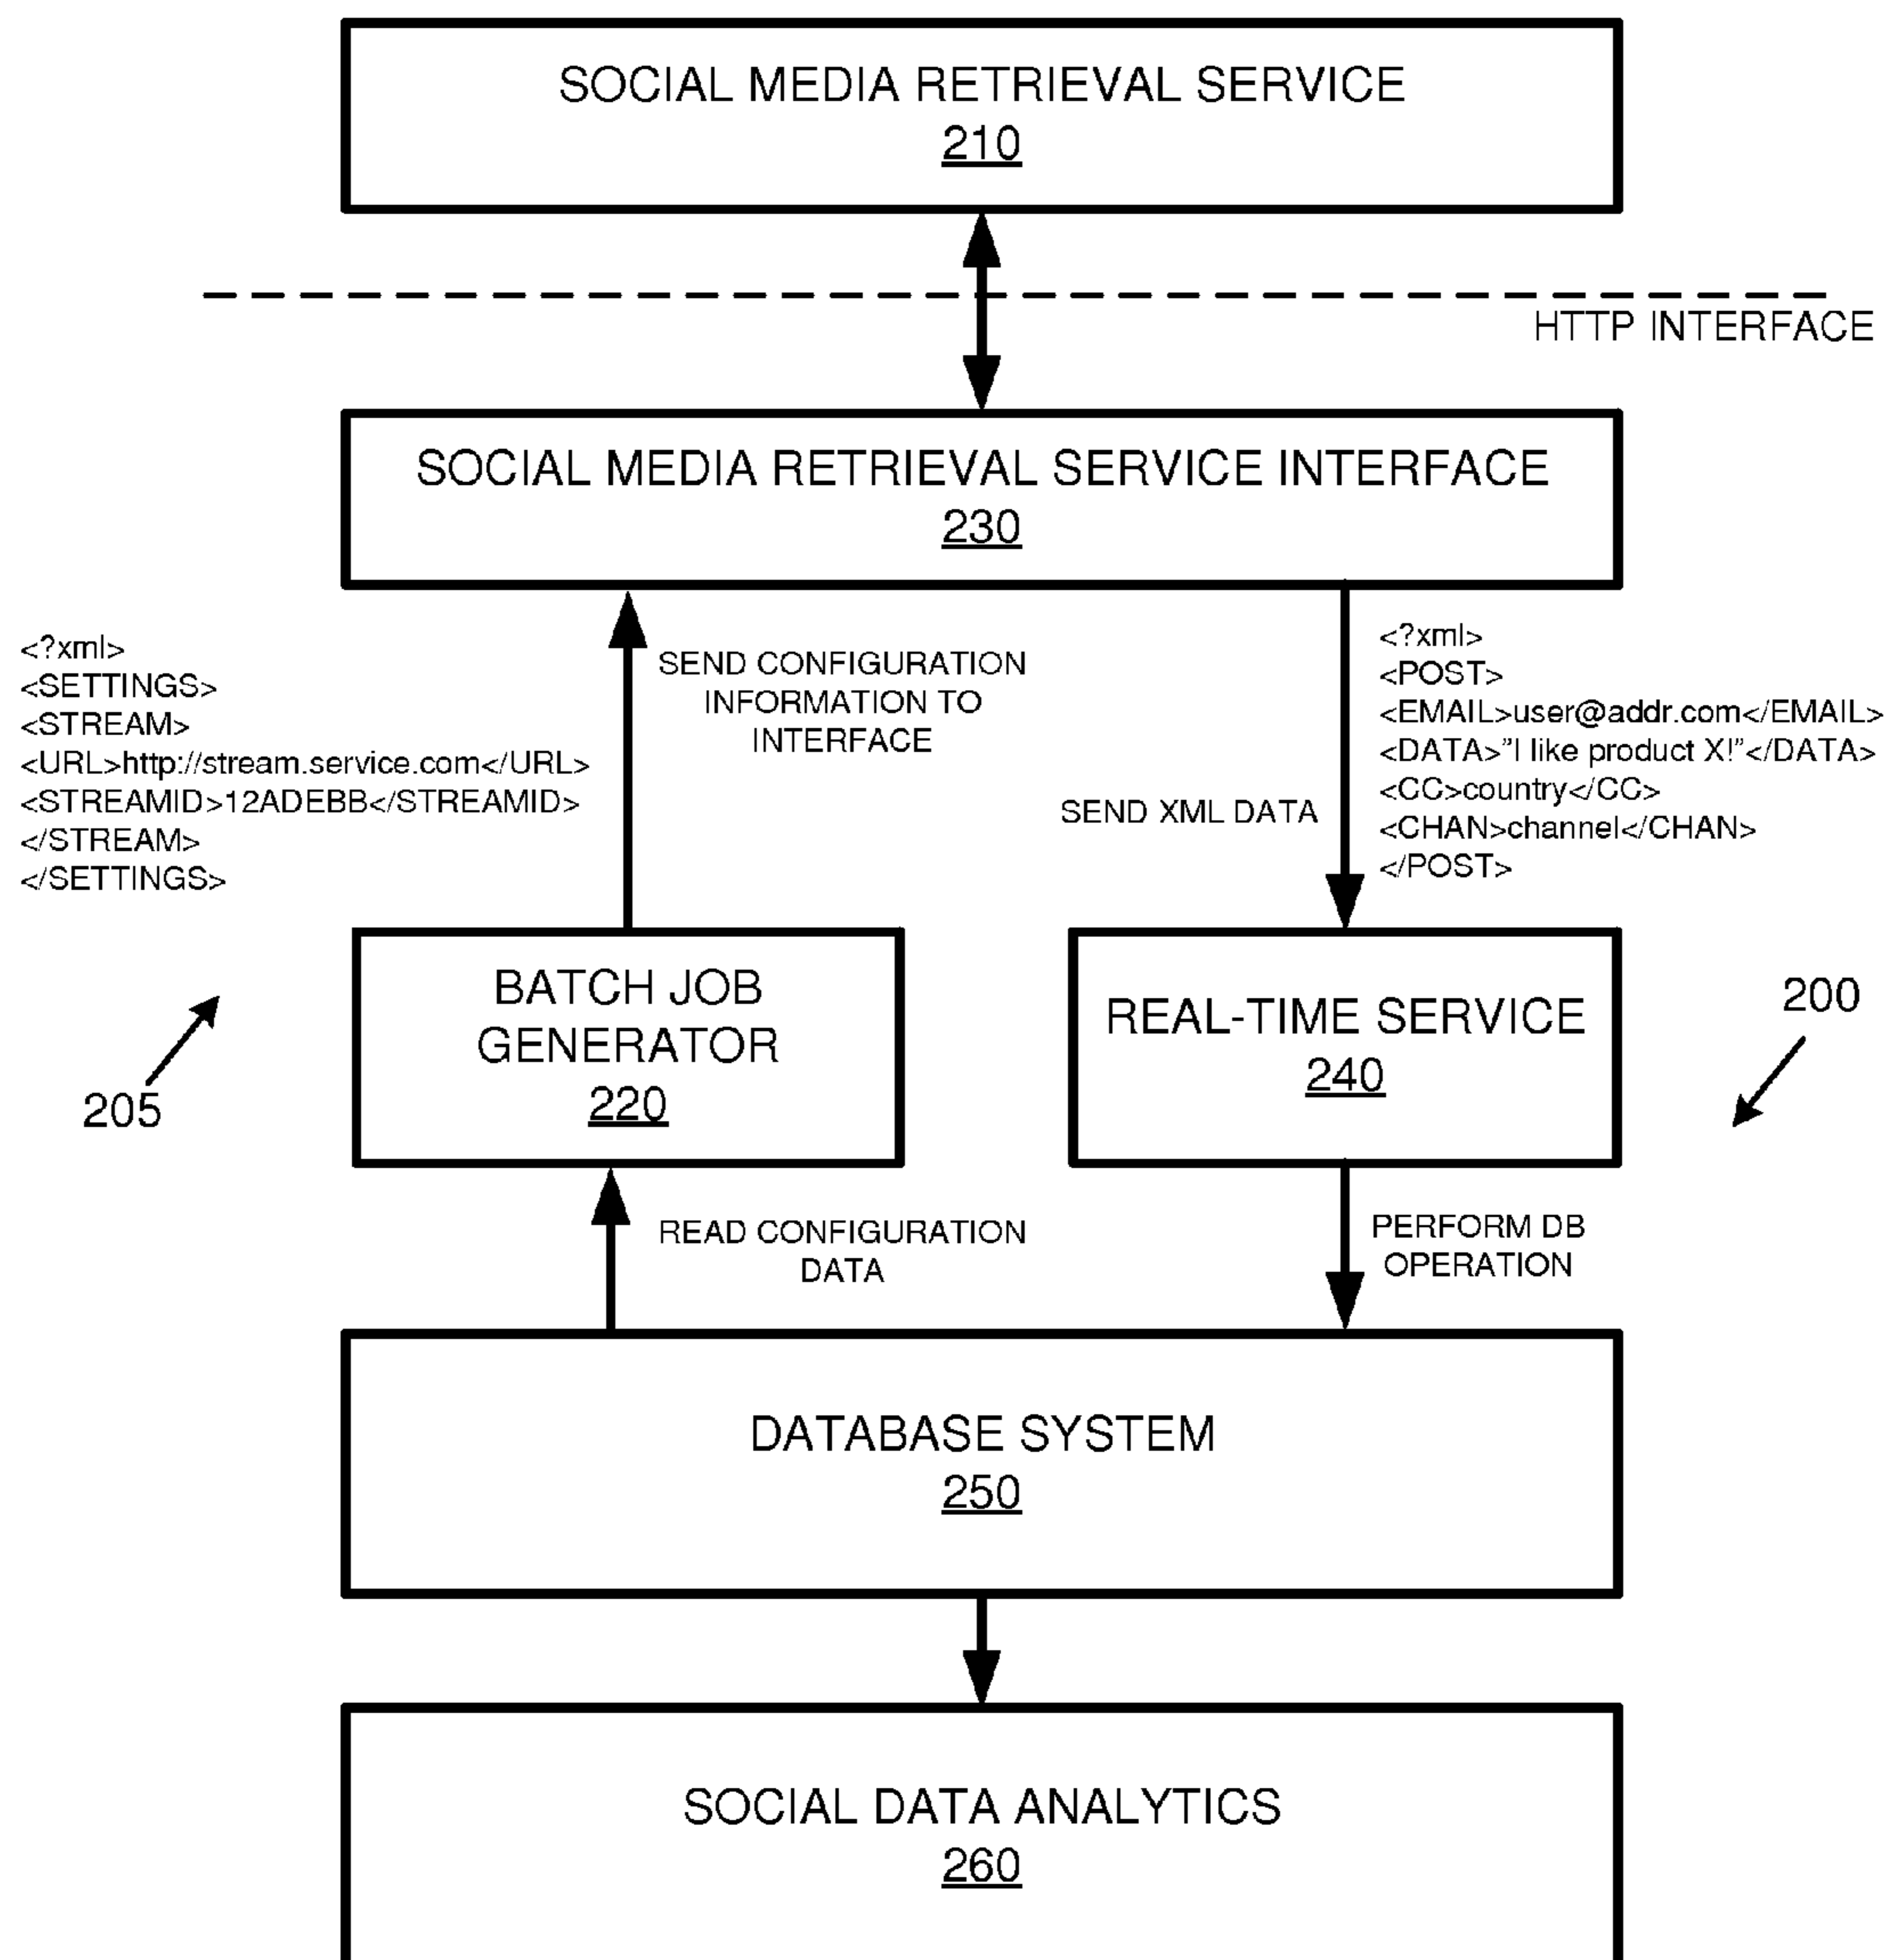 SOCIAL MEDIA RETRIEVAL SERVICE
210
HTTP INTERFACE
SOCIAL MEDIA RETRIEVAL SERVICE INTERFACE
230
<?xml>
<SETTINGS>
<STREAM>
<URL>http://stream.service.com</URL>
<STREAMID>12ADEBB</STREAMID>
</STREAM>
</SETTINGS>
SEND CONFIGURATION
INFORMATION TO
INTERFACE
SEND XML DATA
<?xml>
<POST>
<EMAIL>user@addr.com</EMAIL>
<DATA>”I like product X!”</DATA>
<CC>country</CC>
<CHAN>channel</CHAN>
</POST>
205
BATCH JOB
GENERATOR
220
REAL-TIME SERVICE
240
200
READ CONFIGURATION
DATA
PERFORM DB
OPERATION
DATABASE SYSTEM
250
SOCIAL DATA ANALYTICS
260